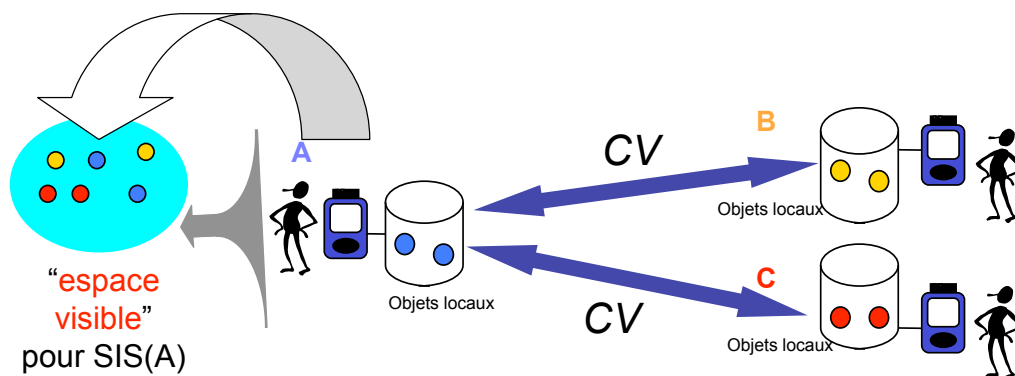 A
B
CV
Objets locaux
Objets locaux
C
CV
Objets locaux
“espace
visible”
pour SIS(A)